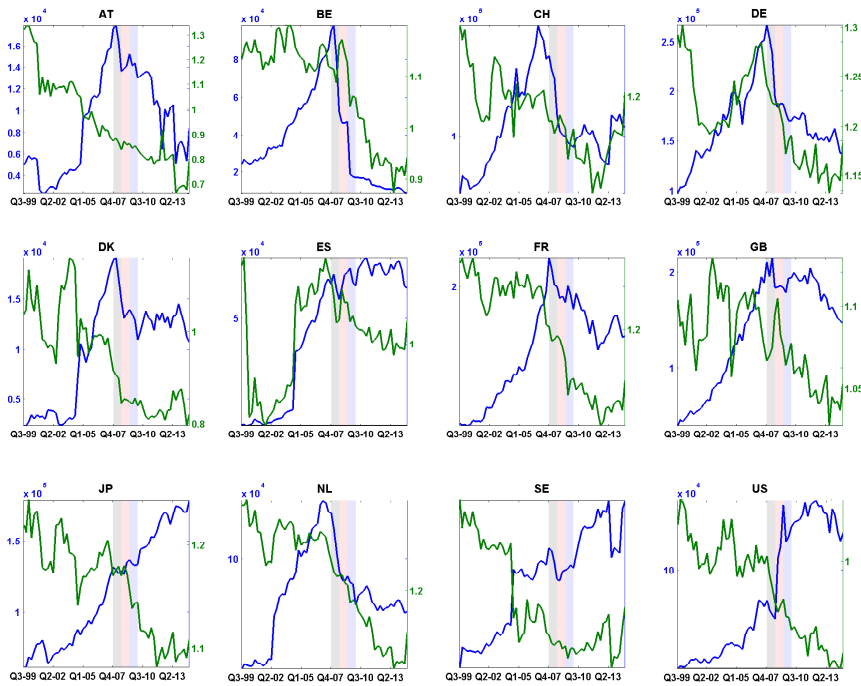 AT
BE
CH
DE
x 10^4
x 10^4
x 10^5
x 10^5
1.6
1.4
1.2
1
0.8
0.6
0.4
1.3
1.2
1.1
1
0.9
0.8
0.7
8
6
4
2
1.1
1
0.9
1
1.2
2.5
2
1.5
1
1.3
1.25
1.2
1.15
Q3-99 Q2-02 Q1-05 Q4-07 Q3-10 Q2-13
Q3-99 Q2-02 Q1-05 Q4-07 Q3-10 Q2-13
Q3-99 Q2-02 Q1-05 Q4-07 Q3-10 Q2-13
Q3-99 Q2-02 Q1-05 Q4-07 Q3-10 Q2-13
DK
ES
FR
GB
x 10^4
x 10^4
x 10^5
x 10^5
1.5
1
0.5
1
0.8
5
1
2
1
1.2
2
1
1.1
1.05
Q3-99 Q2-02 Q1-05 Q4-07 Q3-10 Q2-13
Q3-99 Q2-02 Q1-05 Q4-07 Q3-10 Q2-13
Q3-99 Q2-02 Q1-05 Q4-07 Q3-10 Q2-13
Q3-99 Q2-02 Q1-05 Q4-07 Q3-10 Q2-13
JP
NL
SE
US
x 10^5
x 10^4
x 10^4
x 10^4
1.5
1
1.2
1.1
10
1.2
10
1
Q3-99 Q2-02 Q1-05 Q4-07 Q3-10 Q2-13
Q3-99 Q2-02 Q1-05 Q4-07 Q3-10 Q2-13
Q3-99 Q2-02 Q1-05 Q4-07 Q3-10 Q2-13
Q3-99 Q2-02 Q1-05 Q4-07 Q3-10 Q2-13